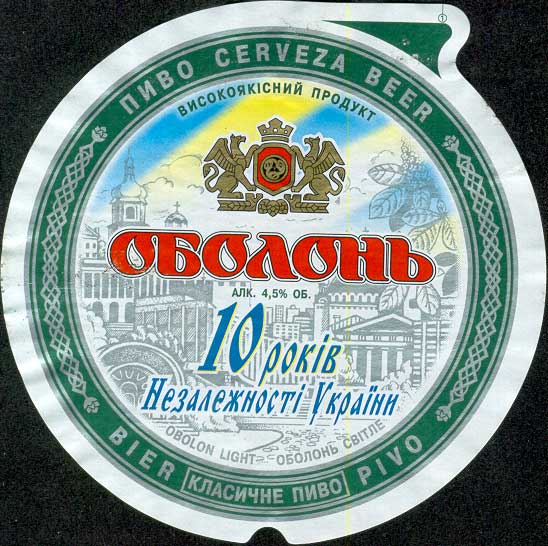 ПИВО CERVEZA BEER
ВИСОКОЯКІСНИЙ ПРОДУКТ
ОБОЛОНЬ
АЛК. 4,5% ОБ.
10 років
Незалежності України
OBOLON LIGHT ОБОЛОНЬ СВІТЛЕ
BIER КЛАСИЧНЕ ПИВО PIVO